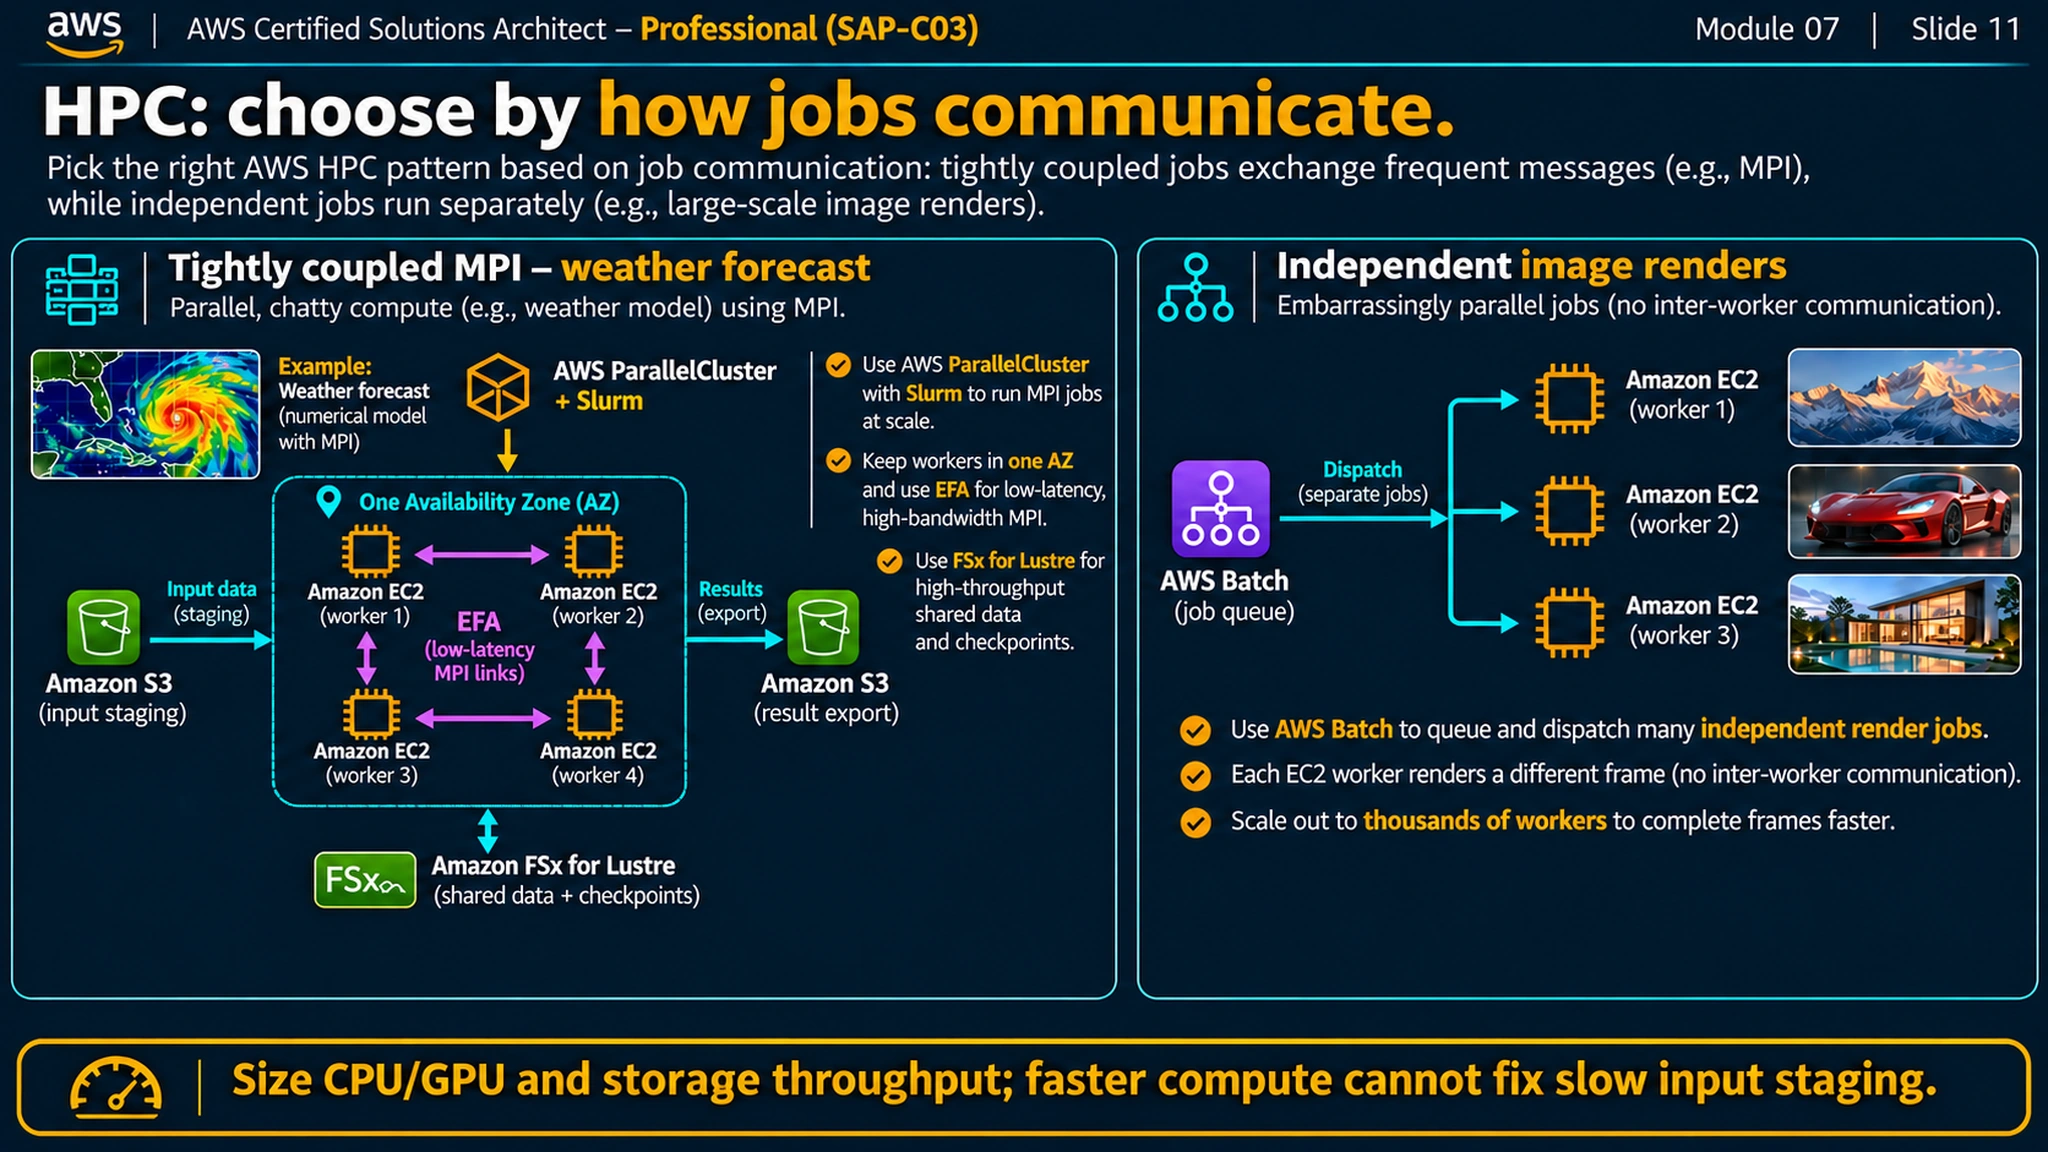 aws
AWS Certified Solutions Architect – Professional (SAP-C03)
Module 07
Slide 11
HPC: choose by how jobs communicate.
Pick the right AWS HPC pattern based on job communication: tightly coupled jobs exchange frequent messages (e.g., MPI),
while independent jobs run separately (e.g., large-scale image renders).
Tightly coupled MPI – weather forecast
Parallel, chatty compute (e.g., weather model) using MPI.
Example:
Weather forecast
(numerical model
with MPI)
AWS ParallelCluster
+ Slurm
Use AWS ParallelCluster
with Slurm to run MPI jobs
at scale.
Keep workers in one AZ
and use EFA for low-latency,
high-bandwidth MPI.
Use FSx for Lustre for
high-throughput
shared data
and checkpoints.
One Availability Zone (AZ)
Amazon EC2
(worker 1)
Amazon EC2
(worker 2)
EFA
(low-latency
MPI links)
Amazon EC2
(worker 3)
Amazon EC2
(worker 4)
Input data
(staging)
Amazon S3
(input staging)
Results
(export)
Amazon S3
(result export)
FSx
Amazon FSx for Lustre
(shared data + checkpoints)
Independent image renders
Embarrassingly parallel jobs (no inter-worker communication).
AWS Batch
(job queue)
Dispatch
(separate jobs)
Amazon EC2
(worker 1)
Amazon EC2
(worker 2)
Amazon EC2
(worker 3)
Use AWS Batch to queue and dispatch many independent render jobs.
Each EC2 worker renders a different frame (no inter-worker communication).
Scale out to thousands of workers to complete frames faster.
Size CPU/GPU and storage throughput; faster compute cannot fix slow input staging.